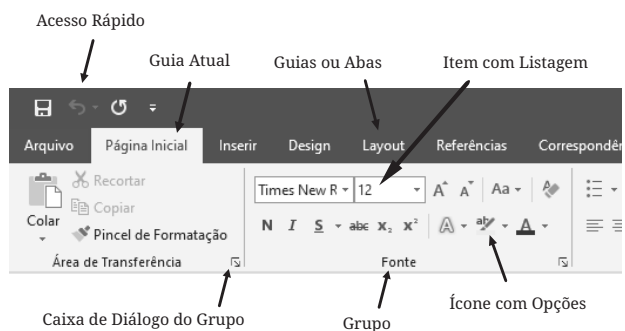 Acesso Rápido
Guia Atual
Guias ou Abas
Item com Listagem
Arquivo Página Inicial Inserir Design Layout Referências
Recortar
Copiar
Colar
Pincel de Formatação
Área de Transferência
Times New R 12 A A Aa
N I S abc x₂ x² A aby A
Fonte
Caixa de Diálogo do Grupo
Grupo
Ícone com Opções